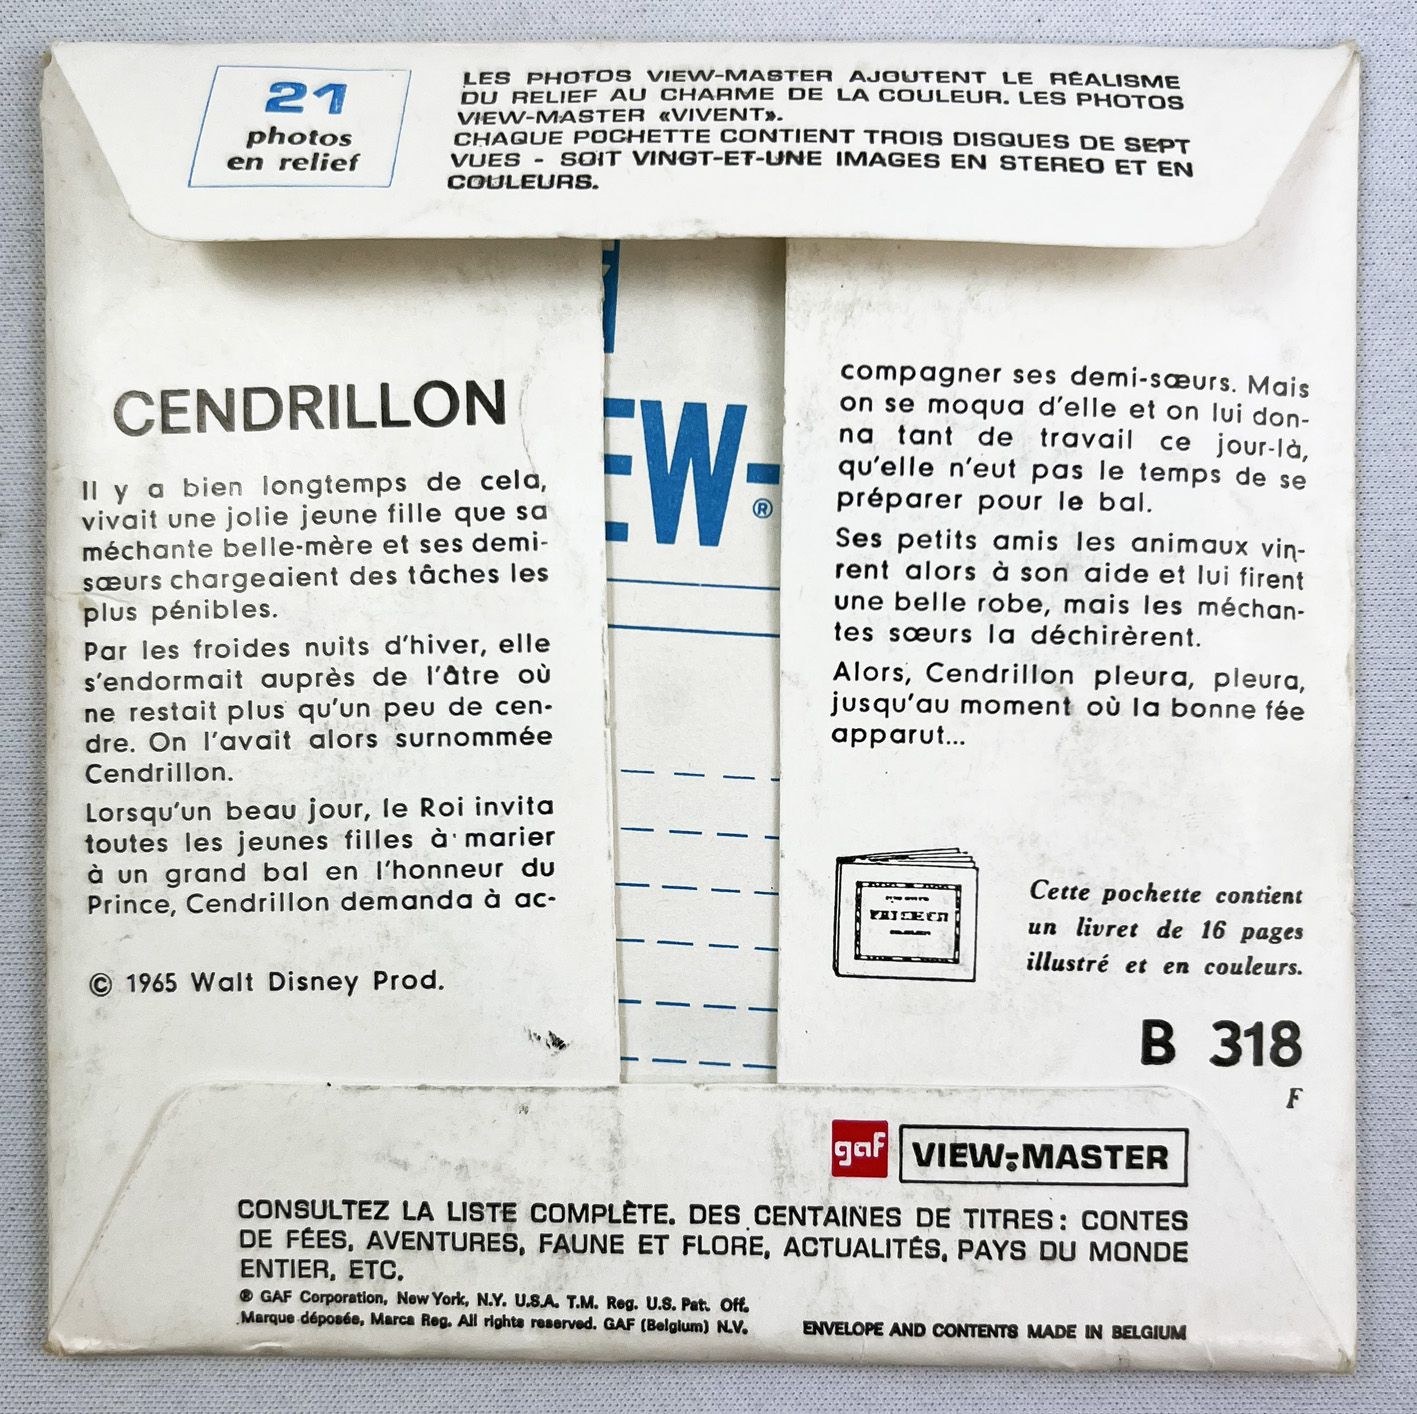 21
photos
en relief
LES PHOTOS VIEW-MASTER AJOUTENT LE RÉALISME
DU RELIEF AU CHARME DE LA COULEUR. LES PHOTOS
VIEW-MASTER «VIVENT».
CHAQUE POCHETTE CONTIENT TROIS DISQUES DE SEPT
VUES - SOIT VINGT-ET-UNE IMAGES EN STEREO ET EN
COULEURS.
CENDRILLON
Il y a bien longtemps de cela,
vivait une jolie jeune fille que sa
méchante belle-mère et ses demi-
sœurs chargeaient des tâches les
plus pénibles.
Par les froides nuits d'hiver, elle
s'endormait auprès de l'âtre où
ne restait plus qu'un peu de cen-
dre. On l'avait alors surnommée
Cendrillon.
Lorsqu'un beau jour, le Roi invita
toutes les jeunes filles à marier
à un grand bal en l'honneur du
Prince, Cendrillon demanda à ac-
© 1965 Walt Disney Prod.
EW-
®
compagner ses demi-sœurs. Mais
on se moqua d'elle et on lui don-
na tant de travail ce jour-là,
qu'elle n'eut pas le temps de se
préparer pour le bal.
Ses petits amis les animaux vin-
rent alors à son aide et lui firent
une belle robe, mais les méchan-
tes sœurs la déchirèrent.
Alors, Cendrillon pleura, pleura,
jusqu'au moment où la bonne fée
apparut...
Cette pochette contient
un livret de 16 pages
illustré et en couleurs.
B 318
F
gaf VIEW-MASTER
CONSULTEZ LA LISTE COMPLÈTE. DES CENTAINES DE TITRES : CONTES
DE FÉES, AVENTURES, FAUNE ET FLORE, ACTUALITÉS, PAYS DU MONDE
ENTIER, ETC.
® GAF Corporation, New York, N.Y. U.S.A. T.M. Reg. U.S. Pat. Off.
Marque déposée, Marca Reg. All rights reserved. GAF (Belgium) N.V.
ENVELOPE AND CONTENTS MADE IN BELGIUM